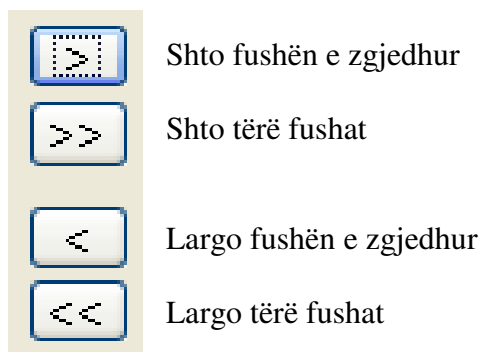 > Shto fushën e zgjedhur
>> Shto tërë fushat
< Largo fushën e zgjedhur
<< Largo tërë fushat